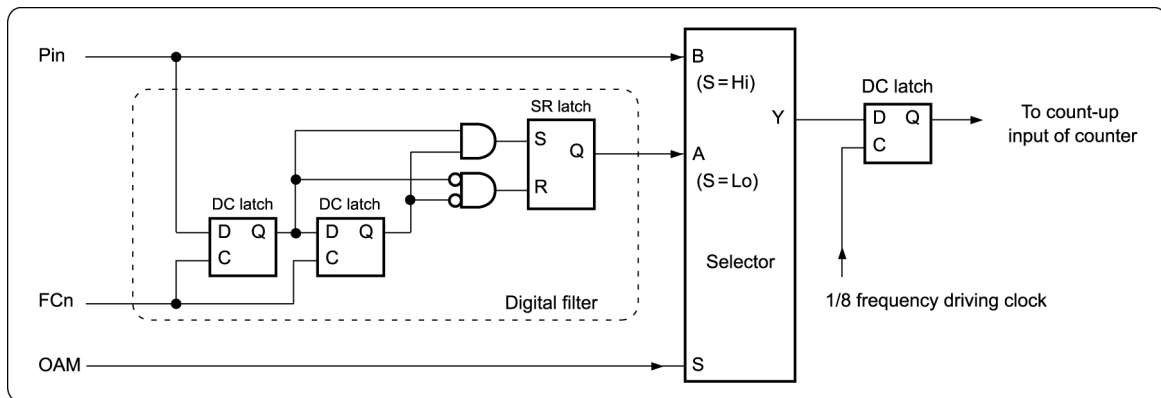 Pin
B
(S=Hi)
DC latch
SR latch
Y
D Q
C
To count-up
input of counter
S
Q
A
(S=Lo)
R
DC latch
DC latch
D Q
C
D Q
C
Selector
FCn
Digital filter
1/8 frequency driving clock
OAM
S